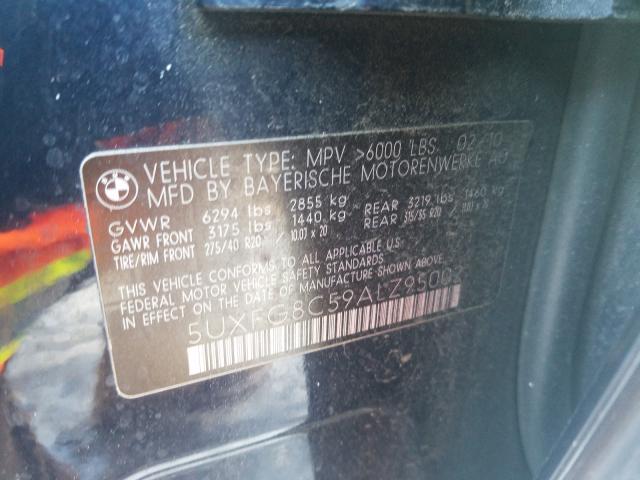 BMW
VEHICLE TYPE: MPV >6000 LBS. 02/10
MFD BY BAYERISCHE MOTORENWERKE AG
GVWR 6294 lbs 2855 kg
GAWR FRONT 3175 lbs 1440 kg- REAR 3219 lbs 1460 kg
TIRE/RIM FRONT 275/40 R20 / 10.0J x 20 REAR 315/35 R20
THIS VEHICLE CONFORMS TO ALL APPLICABLE
FEDERAL MOTOR VEHICLE SAFETY STANDARDS
IN EFFECT ON THE DATE OF MANUFACTURE
5UXFG8C59ALZ9500